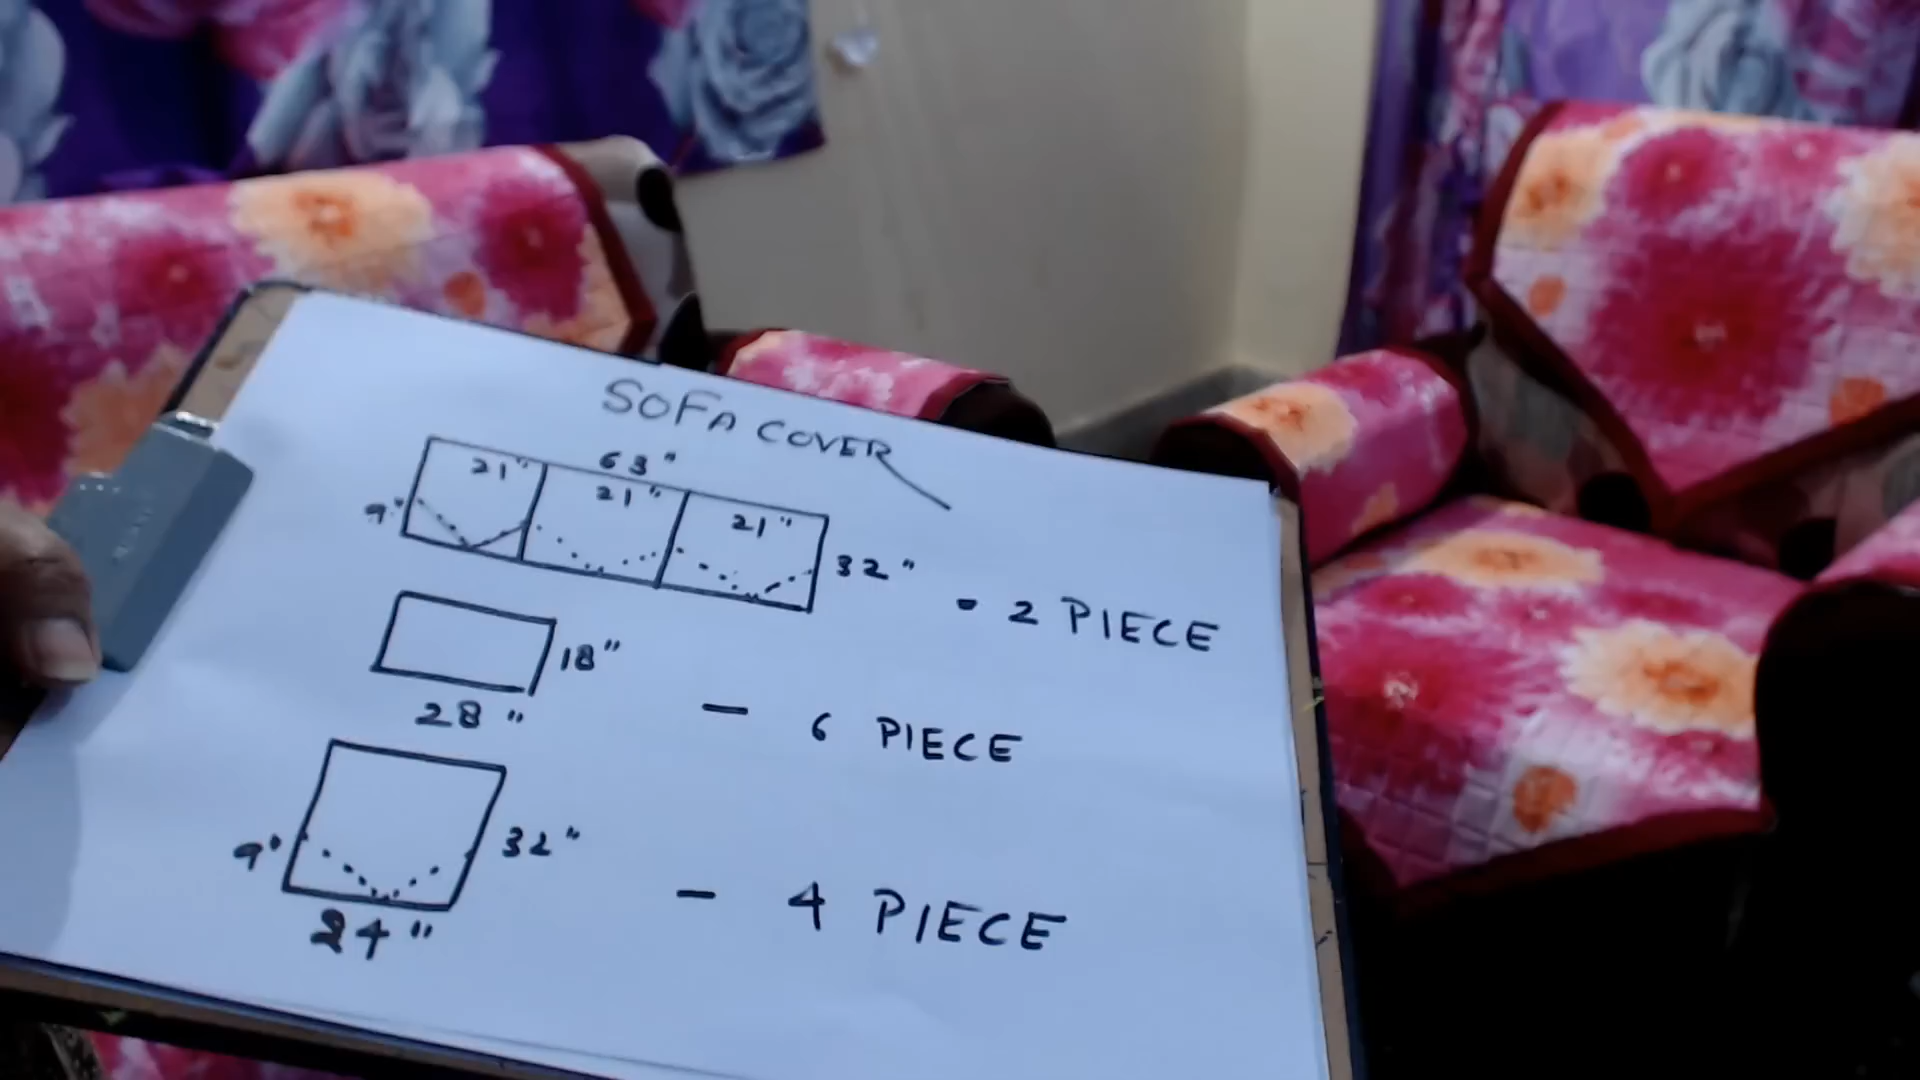 SOFA COVER
63"
21" 21" 21"
9"
32"
- 2 PIECE
18"
28"
- 6 PIECE
9"
32"
24"
- 4 PIECE